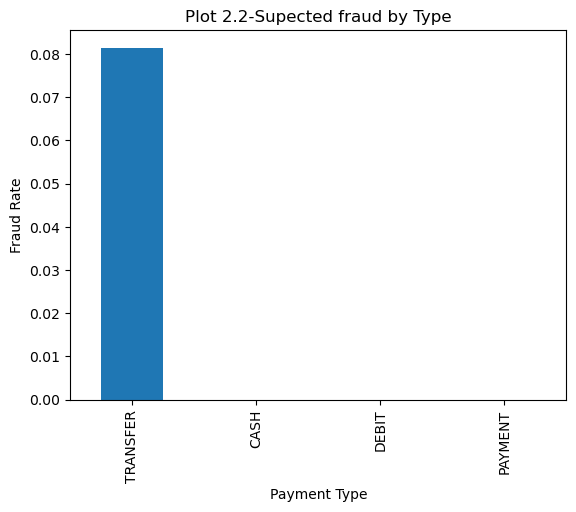 Plot 2.2-Supected fraud by Type
0.08
0.07
0.06
0.05
0.04
0.03
0.02
0.01
0.00
Fraud Rate
TRANSFER
CASH
DEBIT
PAYMENT
Payment Type